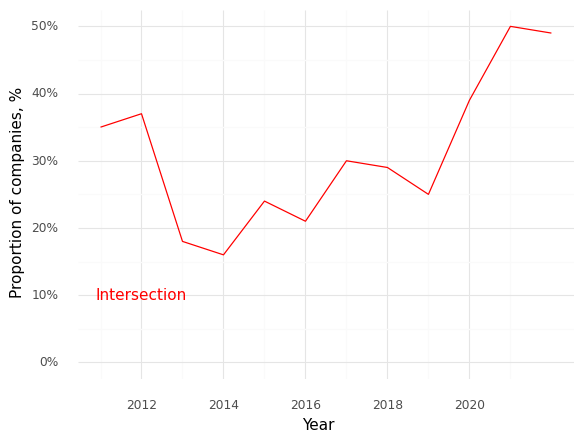 50%
40%
30%
20%
10%
0%
Proportion of companies, %
Intersection
2012 2014 2016 2018 2020
Year